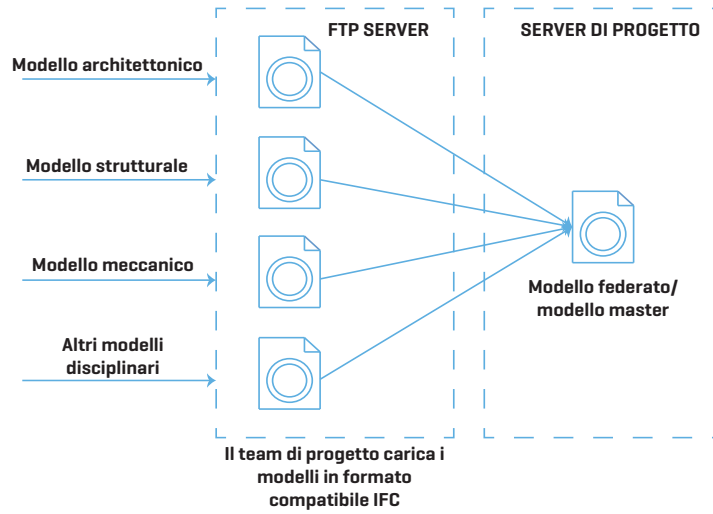 FTP SERVER
SERVER DI PROGETTO
Modello architettonico
Modello strutturale
Modello meccanico
Altri modelli
disciplinari
Modello federato/
modello master
Il team di progetto carica i
modelli in formato
compatibile IFC